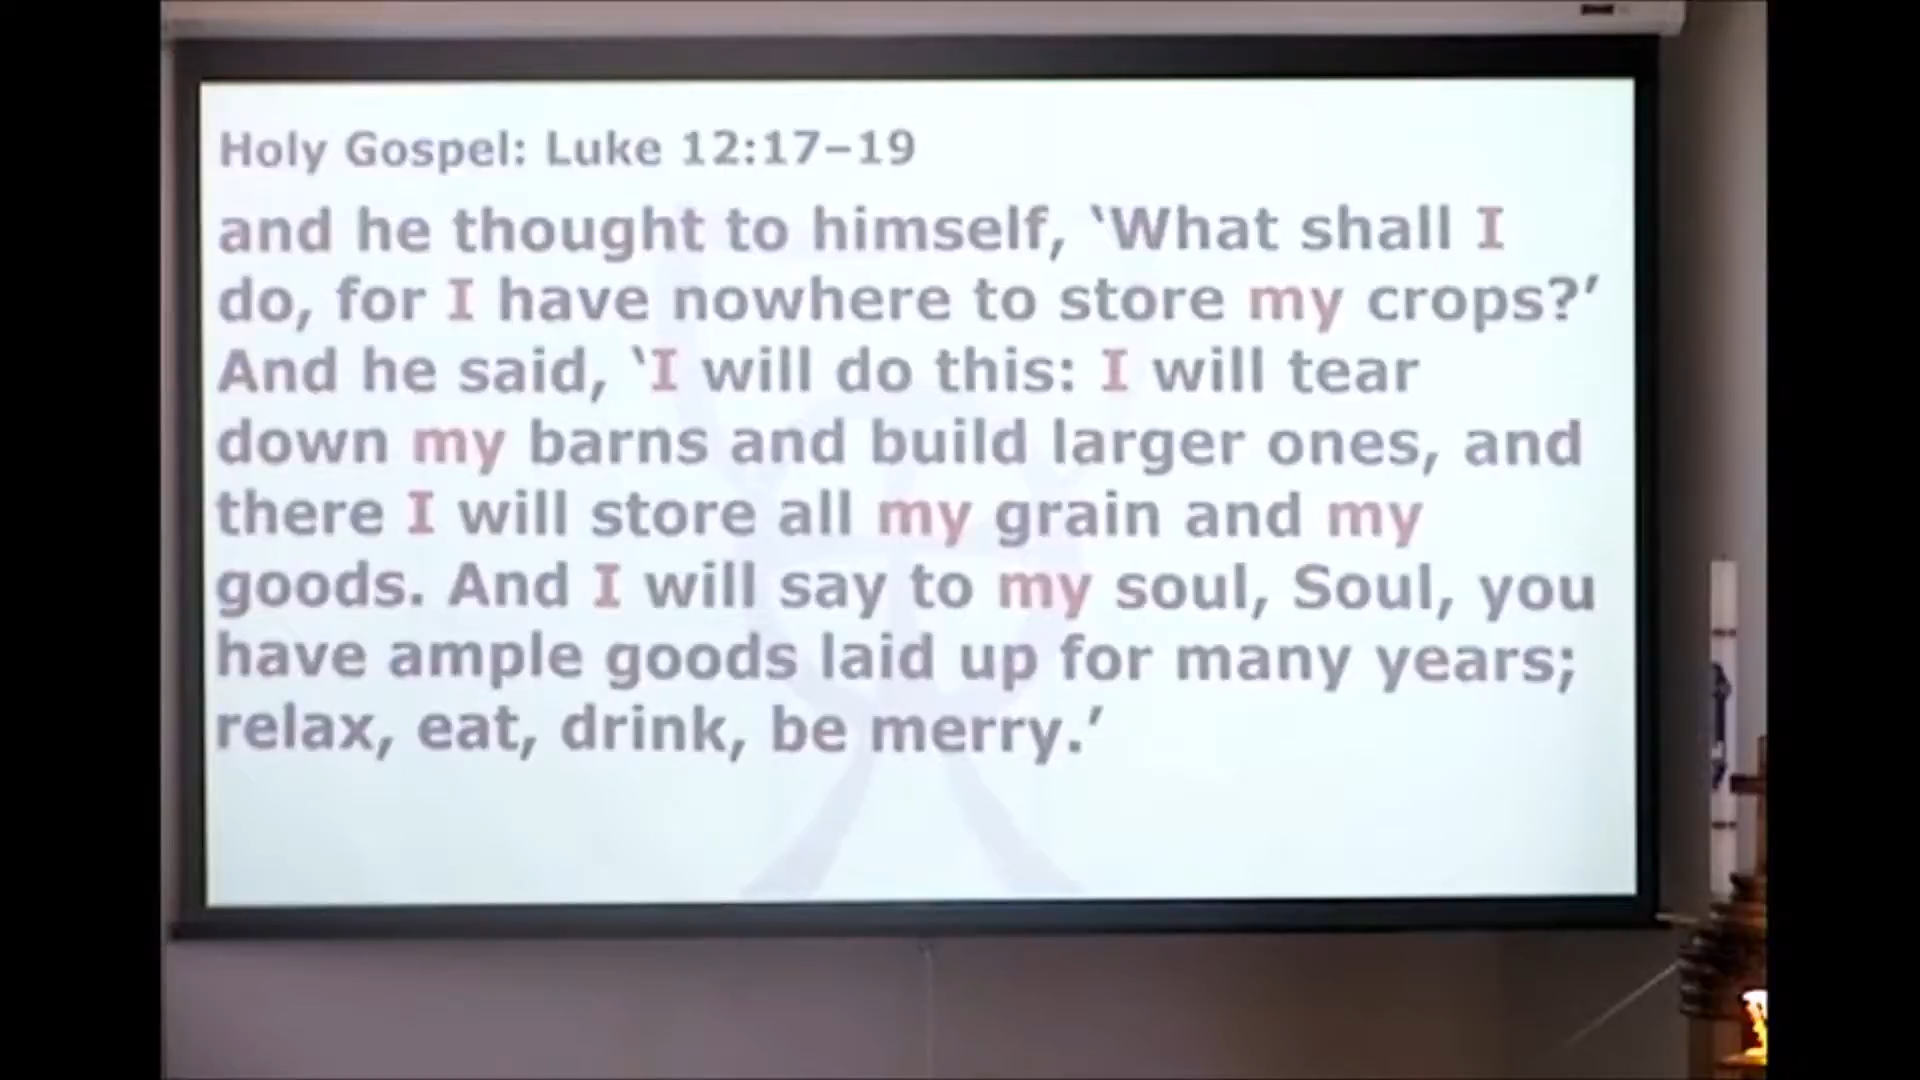 Holy Gospel: Luke 12:17–19
and he thought to himself, ‘What shall I
do, for I have nowhere to store my crops?’
And he said, ‘I will do this: I will tear
down my barns and build larger ones, and
there I will store all my grain and my
goods. And I will say to my soul, Soul, you
have ample goods laid up for many years;
relax, eat, drink, be merry.’